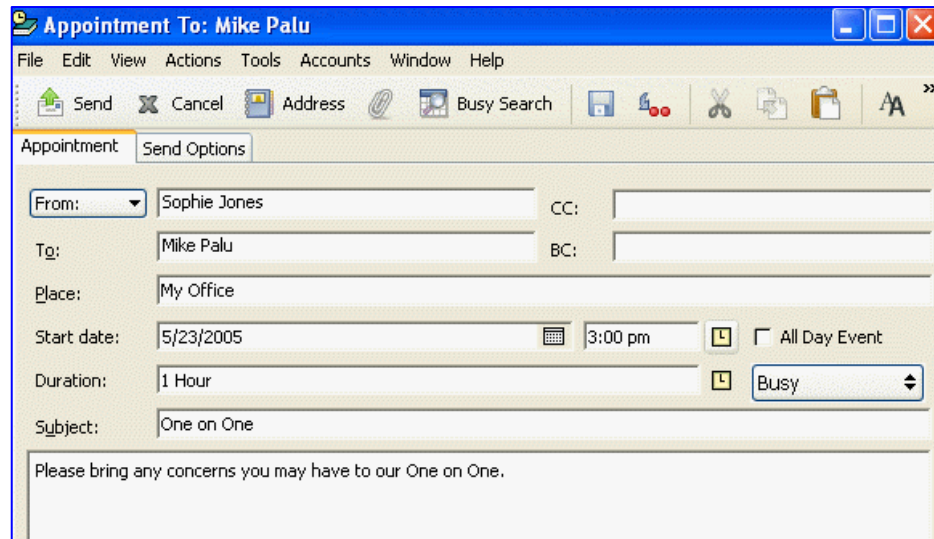 Appointment To: Mike Palu
File Edit View Actions Tools Accounts Window Help
Send Cancel Address Busy Search AA »
Appointment Send Options
From: Sophie Jones CC:
To: Mike Palu BC:
Place: My Office
Start date: 5/23/2005 3:00 pm All Day Event
Duration: 1 Hour Busy
Subject: One on One
Please bring any concerns you may have to our One on One.